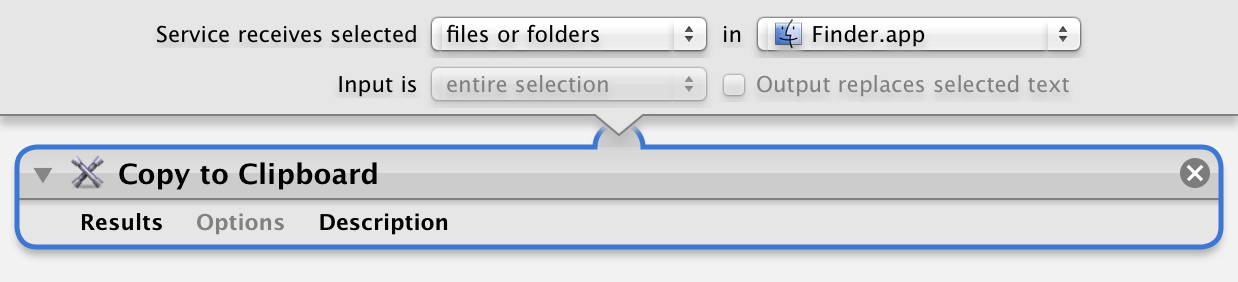 Service receives selected files or folders in Finder.app
Input is entire selection Output replaces selected text
Copy to Clipboard
Results Options Description